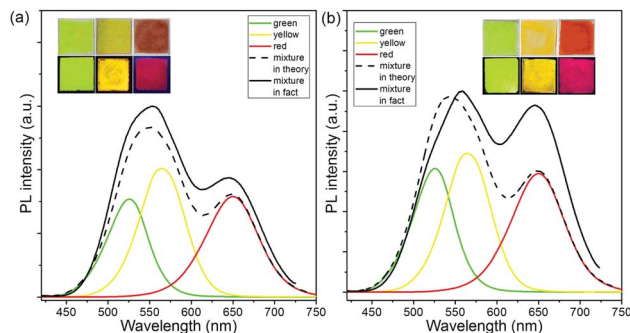 (a)
green
yellow
red
mixture
in theory
mixture
in fact
PL intensity (a.u.)
450 500 550 600 650 700 750
Wavelength (nm)
(b)
green
yellow
red
mixture
in theory
mixture
in fact
PL intensity (a.u.)
450 500 550 600 650 700 750
Wavelength (nm)